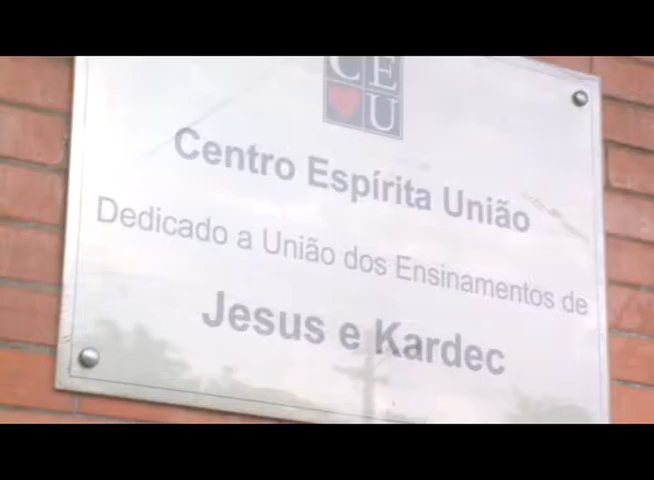 CE
U
Centro Espírita União
Dedicado a União dos Ensinamentos de
Jesus e Kardec